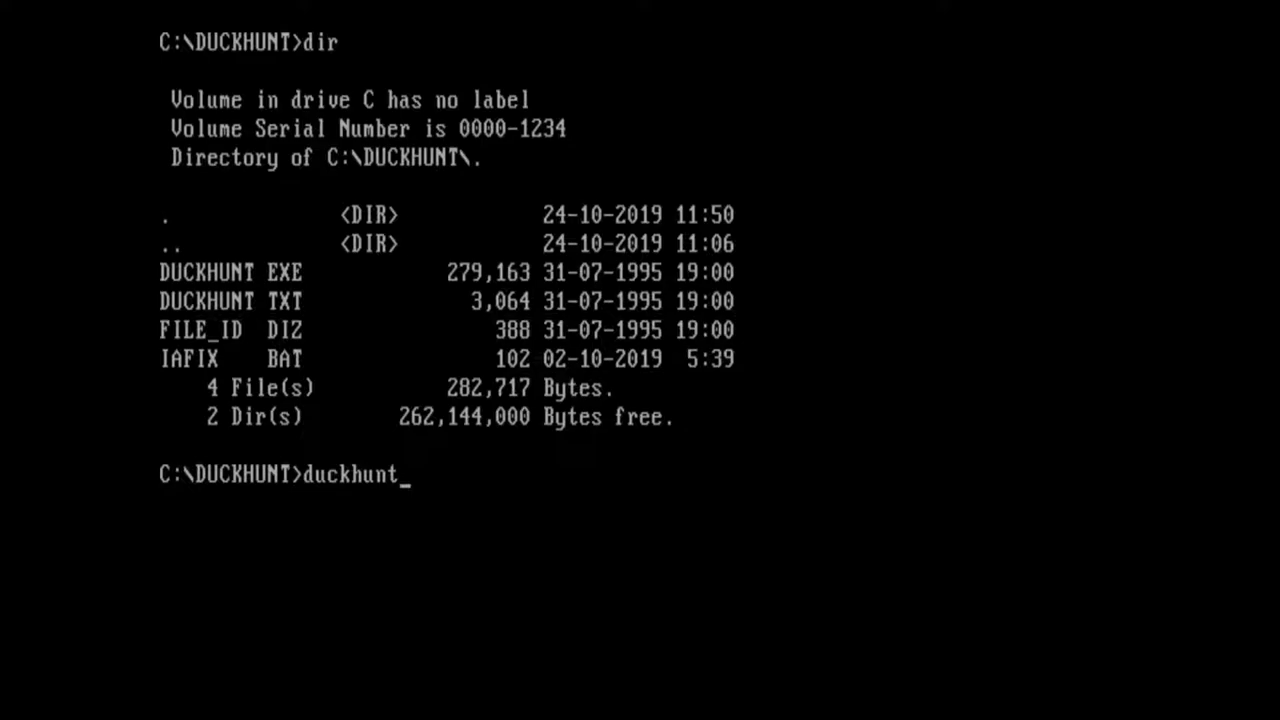 C:\DUCKHUNT>dir
Volume in drive C has no label
Volume Serial Number is 0000-1234
Directory of C:\DUCKHUNT\.
. <DIR> 24-10-2019 11:50
.. <DIR> 24-10-2019 11:06
DUCKHUNT EXE 279,163 31-07-1995 19:00
DUCKHUNT TXT 3,064 31-07-1995 19:00
FILE_ID DIZ 388 31-07-1995 19:00
IAFIX BAT 102 02-10-2019 5:39
4 File(s) 282,717 Bytes.
2 Dir(s) 262,144,000 Bytes free.
C:\DUCKHUNT>duckhunt_